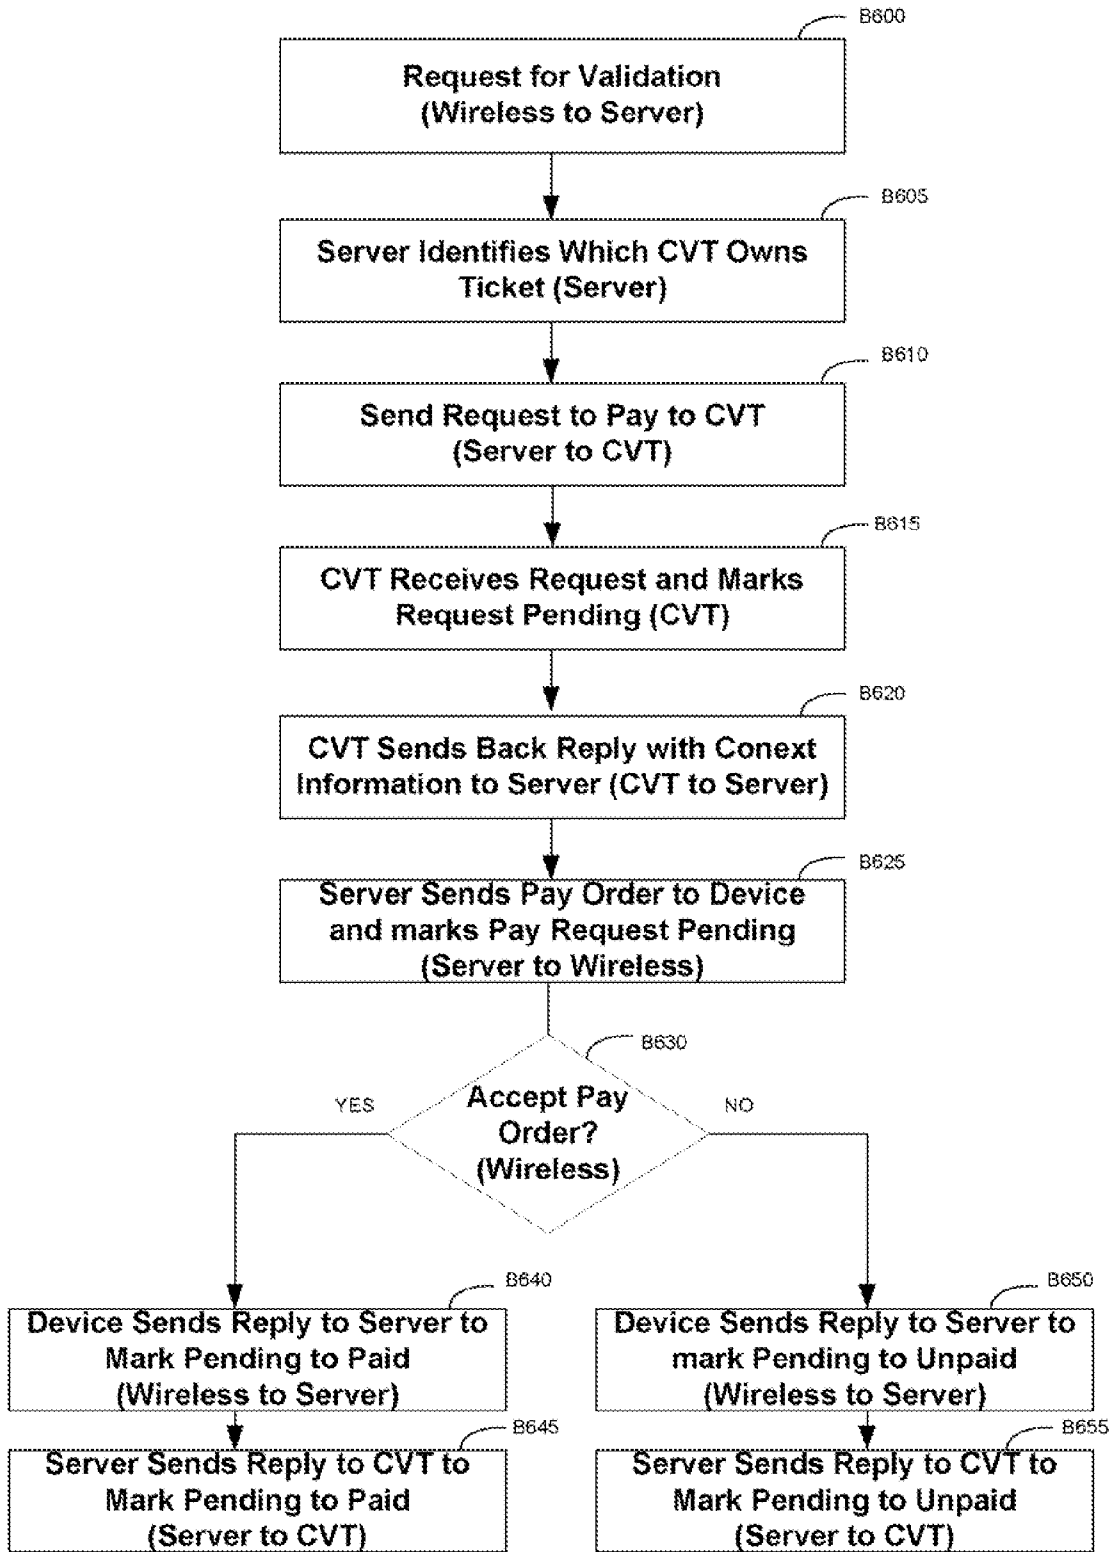 B600
Request for Validation
(Wireless to Server)
B605
Server Identifies Which CVT Owns
Ticket (Server)
B610
Send Request to Pay to CVT
(Server to CVT)
B615
CVT Receives Request and Marks
Request Pending (CVT)
B620
CVT Sends Back Reply with Conext
Information to Server (CVT to Server)
B625
Server Sends Pay Order to Device
and marks Pay Request Pending
(Server to Wireless)
B630
Accept Pay
Order?
(Wireless)
YES
NO
B640
Device Sends Reply to Server to
Mark Pending to Paid
(Wireless to Server)
B650
Device Sends Reply to Server to
mark Pending to Unpaid
(Wireless to Server)
B645
Server Sends Reply to CVT to
Mark Pending to Paid
(Server to CVT)
B655
Server Sends Reply to CVT to
Mark Pending to Unpaid
(Server to CVT)